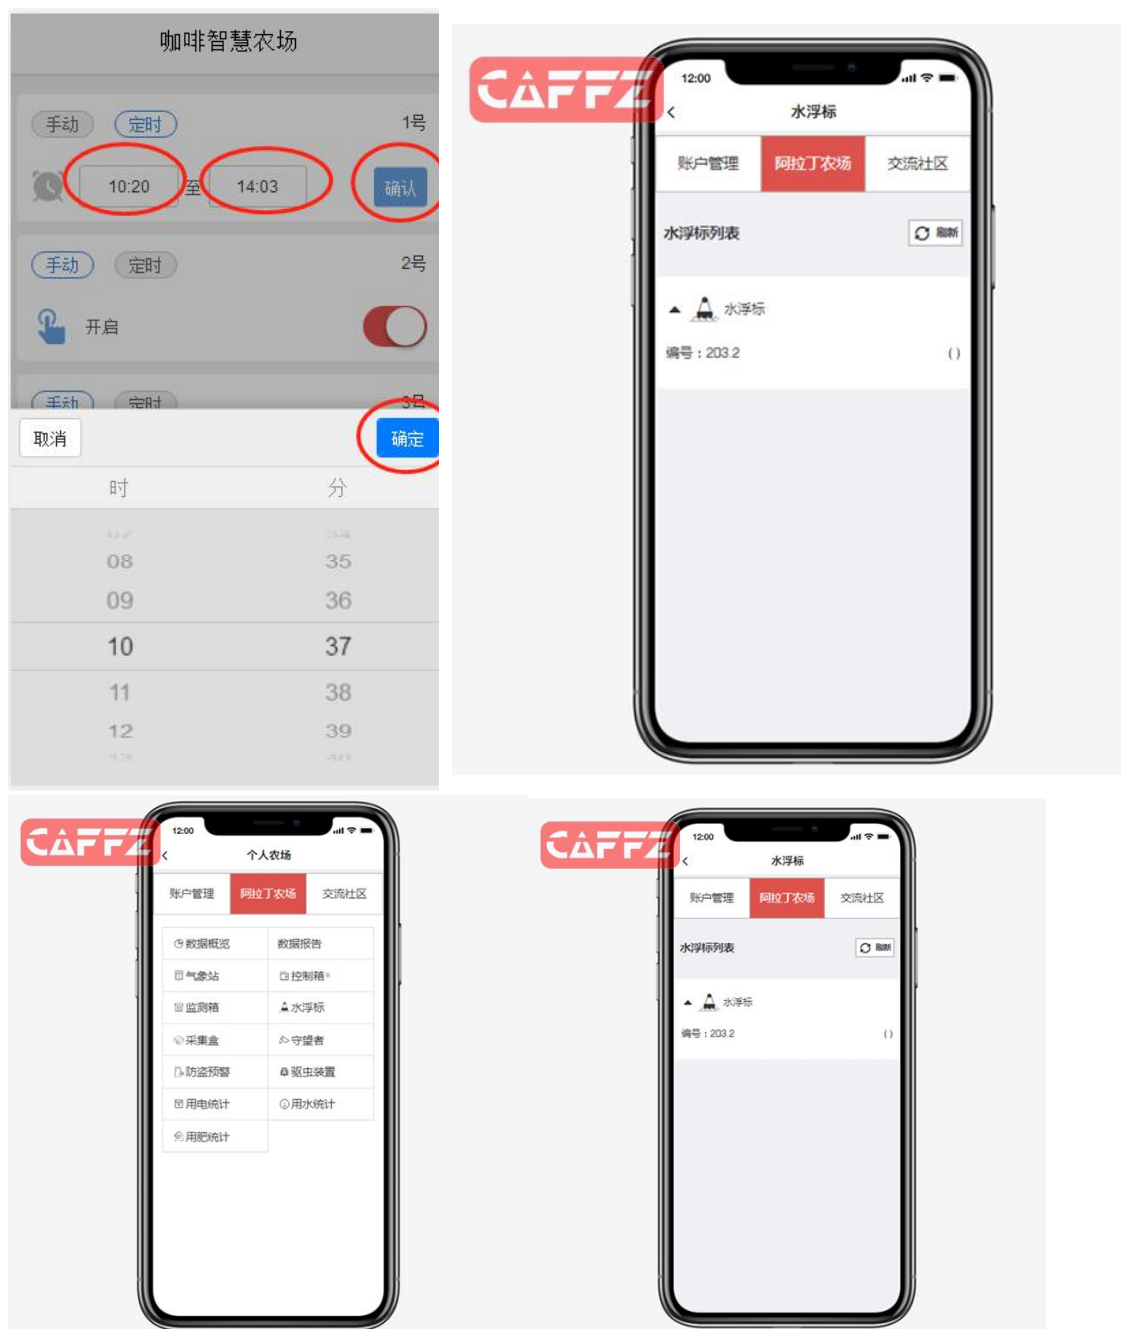 咖啡智慧农场
手动 定时 1号
10:20 至 14:03 确认
手动 定时 2号
开启
手动 定时 3号
取消 确定
时 分
08 35
09 36
10 37
11 38
12 39
CAFFZ
12:00
水浮标
账户管理 阿拉丁农场 交流社区
水浮标列表 刷新
水浮标
编号：203.2 ( )
CAFFZ
12:00
个人农场
账户管理 阿拉丁农场 交流社区
数据概览 数据报告
气象站 控制箱*
监测箱 水浮标
采集盒 守望者
防盗预警 驱虫装置
用电统计 用水统计
用肥统计
CAFFZ
12:00
水浮标
账户管理 阿拉丁农场 交流社区
水浮标列表 刷新
水浮标
编号：203.2 ( )